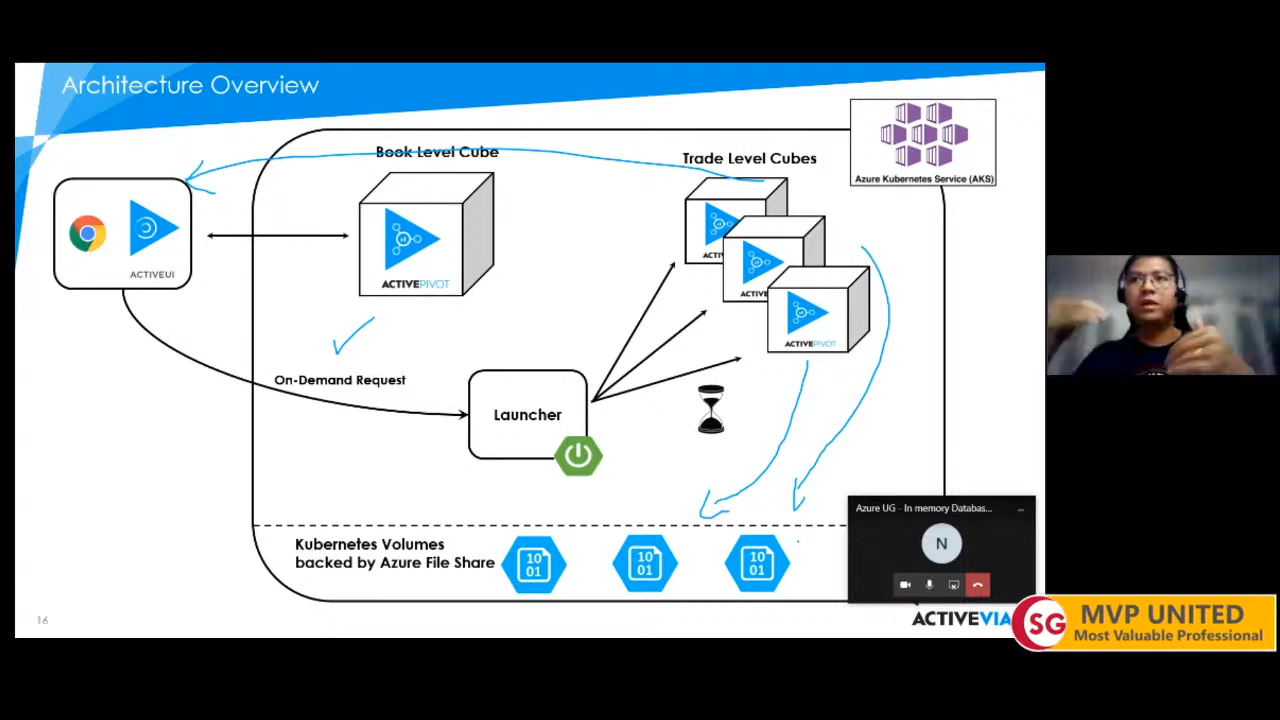 Architecture Overview
Book Level Cube
Trade Level Cubes
Azure Kubernetes Service (AKS)
ACTIVEUI
ACTIVEPIVOT
ACTIV
ACTIVE
ACTIVEPIVOT
On-Demand Request
Launcher
Kubernetes Volumes
backed by Azure File Share
10
01
10
01
10
01
Azure UG - In memory Databas...
N
16
ACTIVEVIA
SG
MVP UNITED
Most Valuable Professional